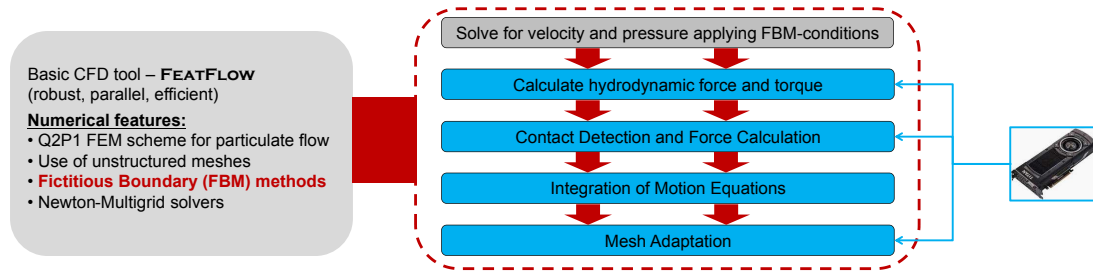 Basic CFD tool – FEATFLOW
(robust, parallel, efficient)
Numerical features:
• Q2P1 FEM scheme for particulate flow
• Use of unstructured meshes
• Fictitious Boundary (FBM) methods
• Newton-Multigrid solvers
Solve for velocity and pressure applying FBM-conditions
Calculate hydrodynamic force and torque
Contact Detection and Force Calculation
Integration of Motion Equations
Mesh Adaptation